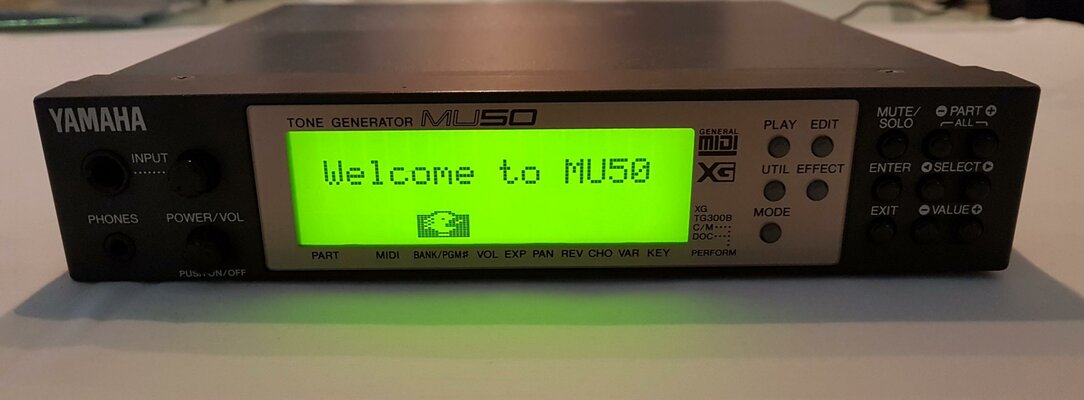 YAMAHA
INPUT
PHONES
POWER/VOL
PUSH ON/OFF
TONE GENERATOR MU50
Welcome to MU50
PART MIDI BANK/PGM# VOL EXP PAN REV CHO VAR KEY
GENERAL
MIDI
XG
XG
TG300B
C/M
DOC
PERFORM
PLAY EDIT
UTIL EFFECT
MODE
MUTE/
SOLO
⊖ PART ⊕
ALL
ENTER
◀SELECT▶
EXIT
⊖VALUE⊕